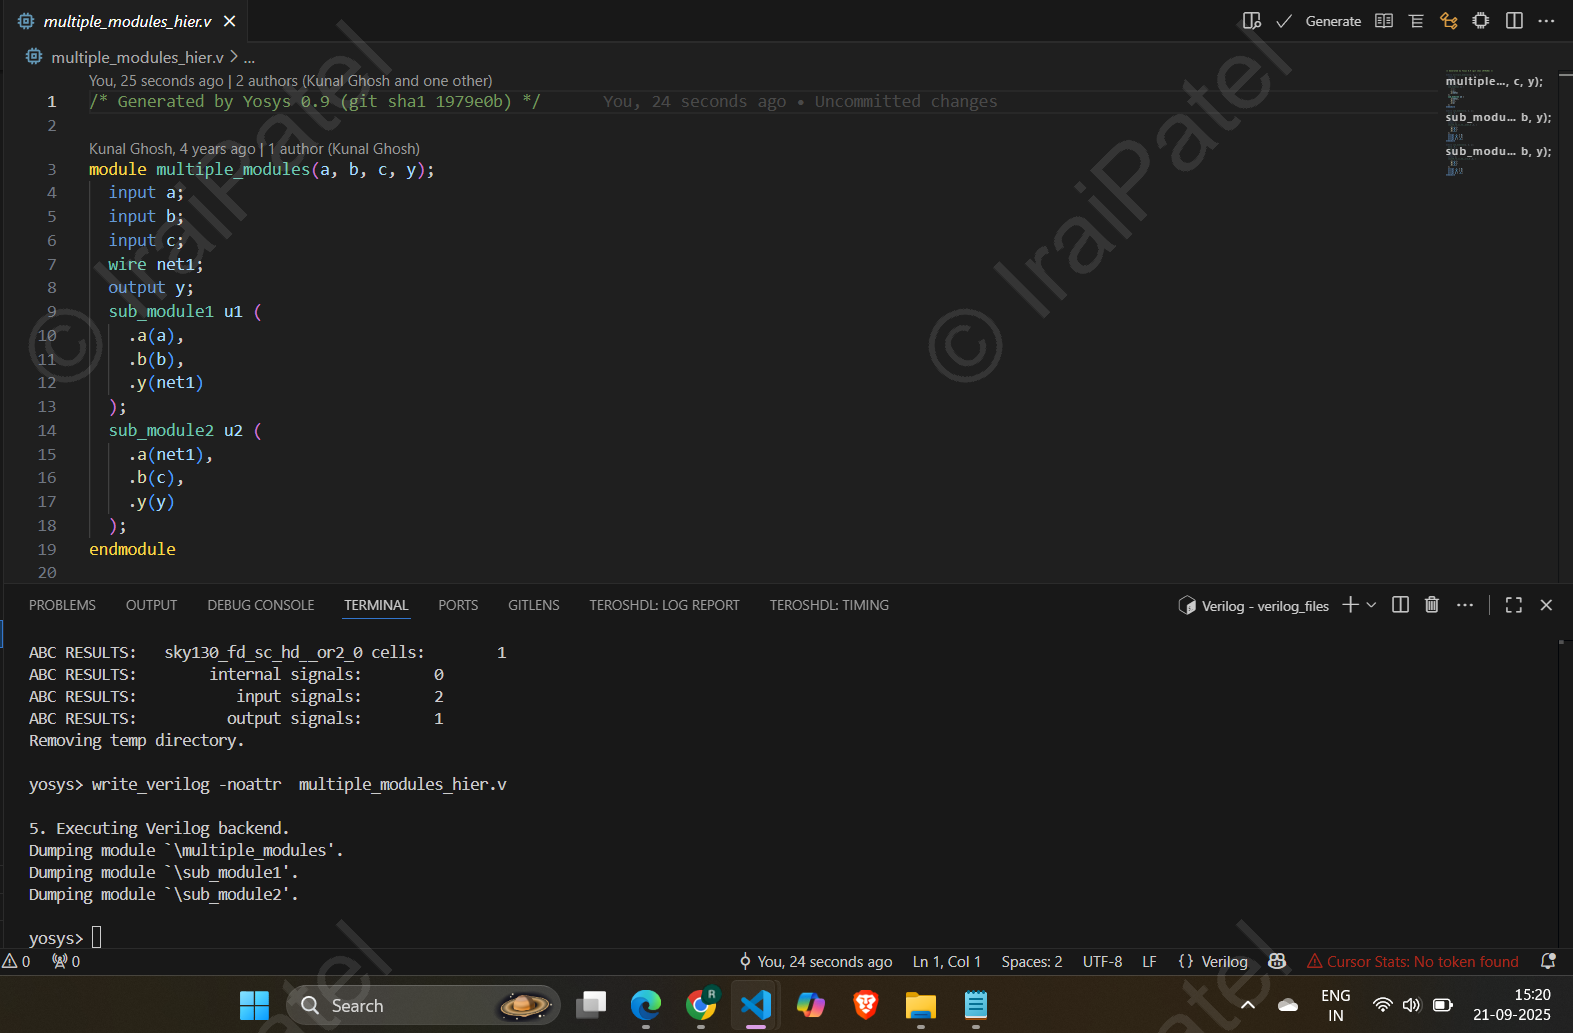 multiple_modules_hier.v
Generate
multiple_modules_hier.v > ...
You, 25 seconds ago | 2 authors (Kunal Ghosh and one other)
1 /* Generated by Yosys 0.9 (git sha1 1979e0b) */ You, 24 seconds ago • Uncommitted changes
2
Kunal Ghosh, 4 years ago | 1 author (Kunal Ghosh)
3 module multiple_modules(a, b, c, y);
4 input a;
5 input b;
6 input c;
7 wire net1;
8 output y;
9 sub_module1 u1 (
10 .a(a),
11 .b(b),
12 .y(net1)
13 );
14 sub_module2 u2 (
15 .a(net1),
16 .b(c),
17 .y(y)
18 );
19 endmodule
20
multiple..., c, y);
sub_modu... b, y);
sub_modu... b, y);
© IraiPatel
© IraiPatel
PROBLEMS OUTPUT DEBUG CONSOLE TERMINAL PORTS GITLENS TEROSHDL: LOG REPORT TEROSHDL: TIMING
Verilog - verilog_files
ABC RESULTS: sky130_fd_sc_hd__or2_0 cells: 1
ABC RESULTS: internal signals: 0
ABC RESULTS: input signals: 2
ABC RESULTS: output signals: 1
Removing temp directory.
yosys> write_verilog -noattr multiple_modules_hier.v
5. Executing Verilog backend.
Dumping module `\multiple_modules'.
Dumping module `\sub_module1'.
Dumping module `\sub_module2'.
yosys>
0 0
You, 24 seconds ago Ln 1, Col 1 Spaces: 2 UTF-8 LF {} Verilog Cursor Stats: No token found
Search
R
ENG
IN
15:20
21-09-2025